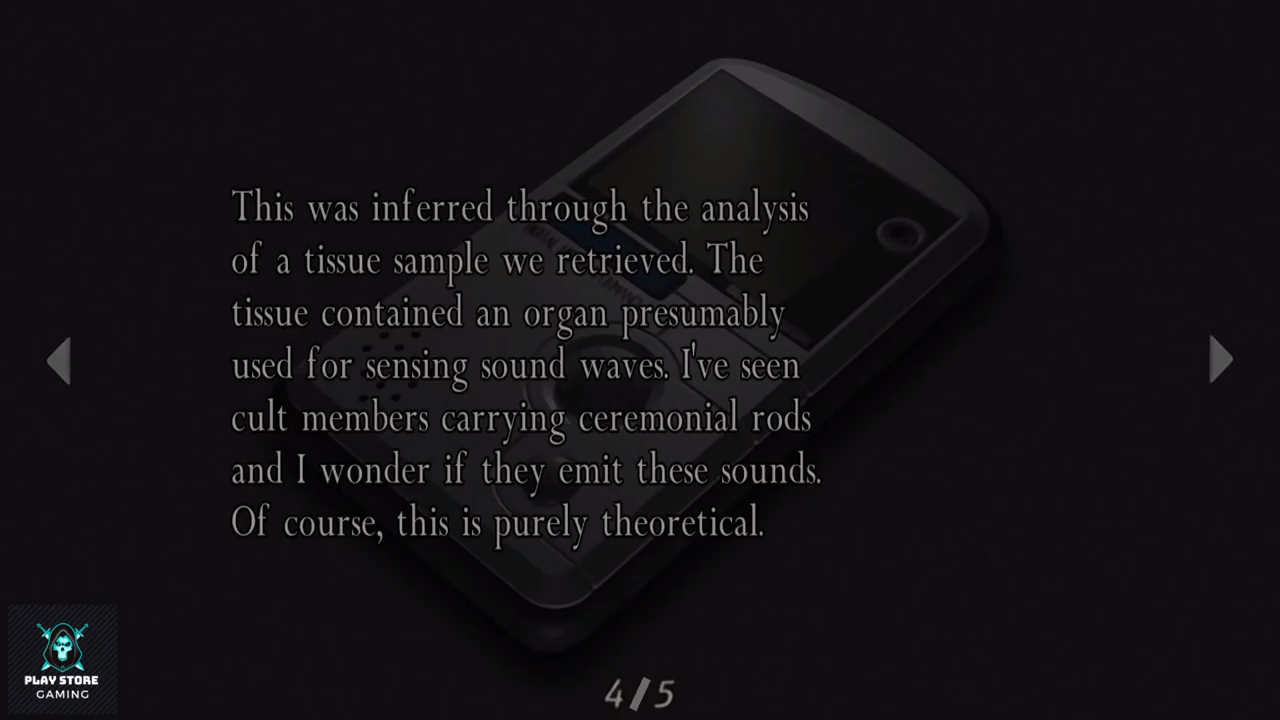 This was inferred through the analysis
of a tissue sample we retrieved. The
tissue contained an organ presumably
used for sensing sound waves. I've seen
cult members carrying ceremonial rods
and I wonder if they emit these sounds.
Of course, this is purely theoretical.
PLAY STORE
GAMING
4/5